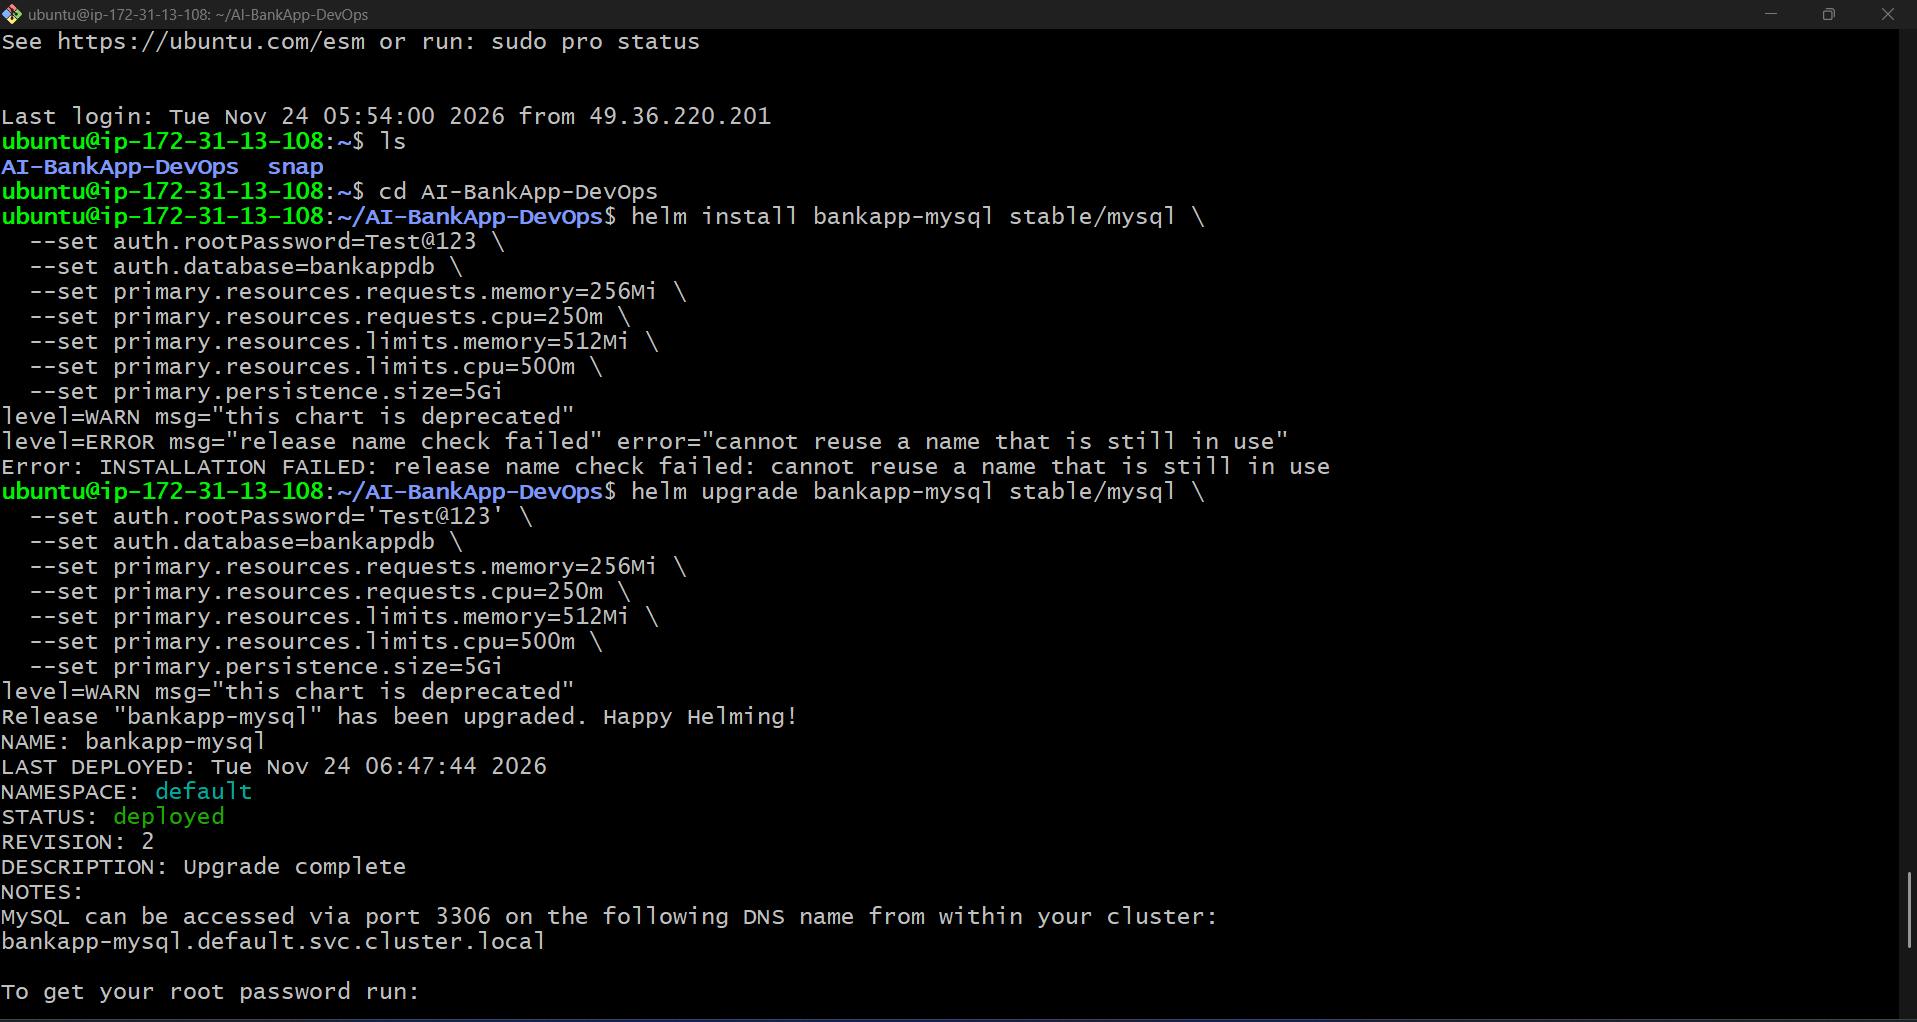 ubuntu@ip-172-31-13-108: ~/AI-BankApp-DevOps
See https://ubuntu.com/esm or run: sudo pro status
Last login: Tue Nov 24 05:54:00 2026 from 49.36.220.201
ubuntu@ip-172-31-13-108:~$ ls
AI-BankApp-DevOps  snap
ubuntu@ip-172-31-13-108:~$ cd AI-BankApp-DevOps
ubuntu@ip-172-31-13-108:~/AI-BankApp-DevOps$ helm install bankapp-mysql stable/mysql \
  --set auth.rootPassword=Test@123 \
  --set auth.database=bankappdb \
  --set primary.resources.requests.memory=256Mi \
  --set primary.resources.requests.cpu=250m \
  --set primary.resources.limits.memory=512Mi \
  --set primary.resources.limits.cpu=500m \
  --set primary.persistence.size=5Gi
level=WARN msg="this chart is deprecated"
level=ERROR msg="release name check failed" error="cannot reuse a name that is still in use"
Error: INSTALLATION FAILED: release name check failed: cannot reuse a name that is still in use
ubuntu@ip-172-31-13-108:~/AI-BankApp-DevOps$ helm upgrade bankapp-mysql stable/mysql \
  --set auth.rootPassword='Test@123' \
  --set auth.database=bankappdb \
  --set primary.resources.requests.memory=256Mi \
  --set primary.resources.requests.cpu=250m \
  --set primary.resources.limits.memory=512Mi \
  --set primary.resources.limits.cpu=500m \
  --set primary.persistence.size=5Gi
level=WARN msg="this chart is deprecated"
Release "bankapp-mysql" has been upgraded. Happy Helming!
NAME: bankapp-mysql
LAST DEPLOYED: Tue Nov 24 06:47:44 2026
NAMESPACE: default
STATUS: deployed
REVISION: 2
DESCRIPTION: Upgrade complete
NOTES:
MySQL can be accessed via port 3306 on the following DNS name from within your cluster:
bankapp-mysql.default.svc.cluster.local
To get your root password run: